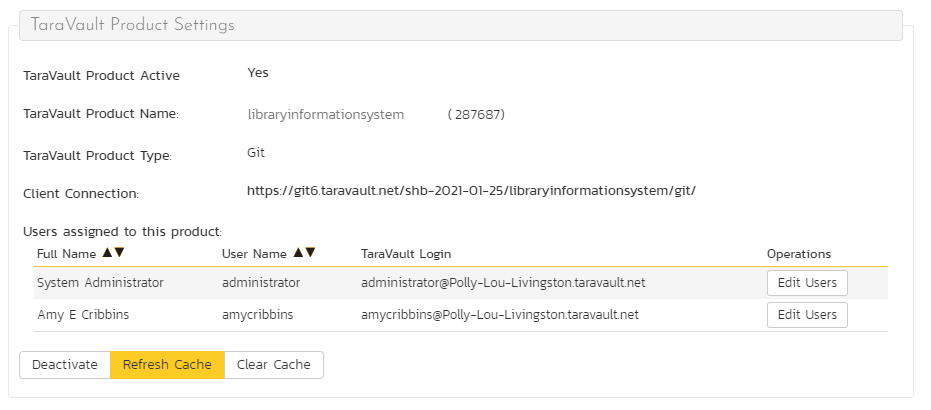 TaraVault Product Settings
TaraVault Product Active Yes
TaraVault Product Name: libraryinformationsystem ( 287687)
TaraVault Product Type: Git
Client Connection: https://git6.taravault.net/shb-2021-01-25/libraryinformationsystem/git/
Users assigned to this product:
Full Name ▲▼ User Name ▲▼ TaraVault Login Operations
System Administrator administrator administrator@Polly-Lou-Livingston.taravault.net Edit Users
Amy E Cribbins amycribbins amycribbins@Polly-Lou-Livingston.taravault.net Edit Users
Deactivate Refresh Cache Clear Cache